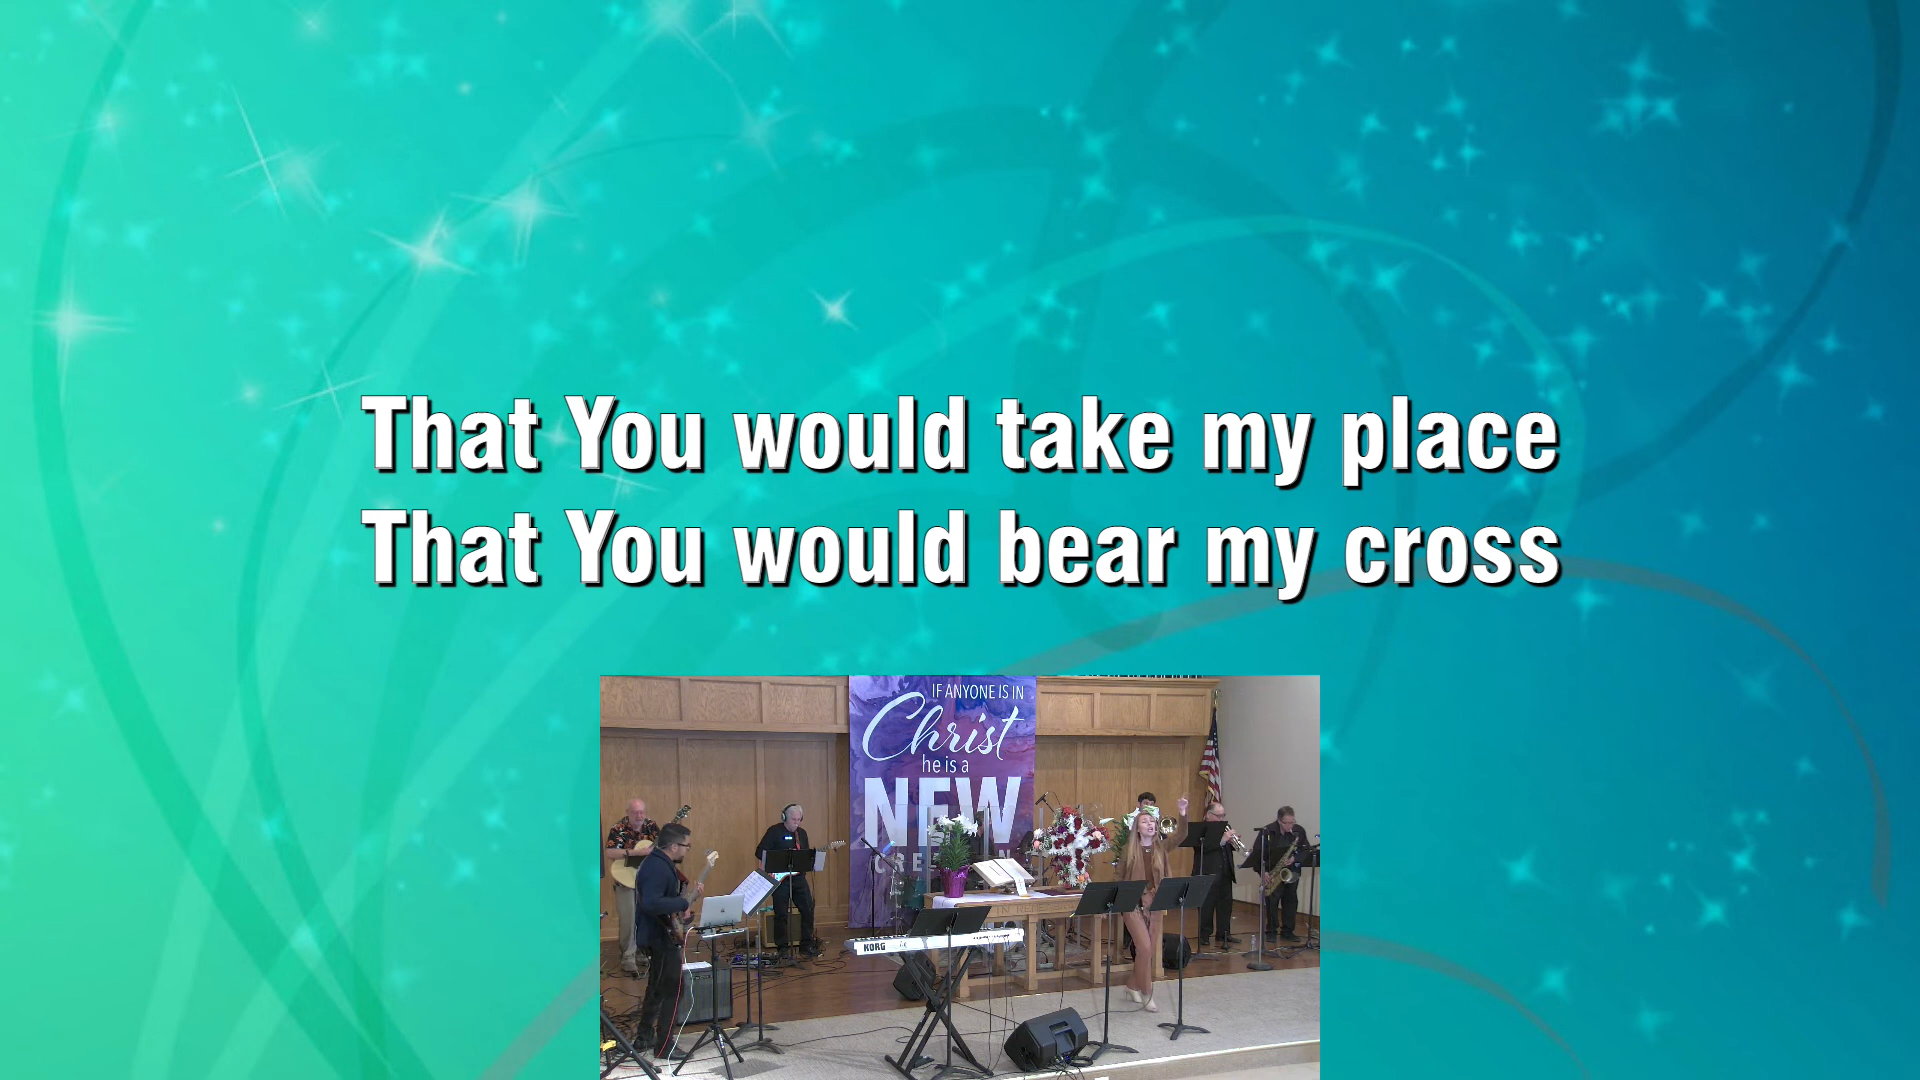 That You would take my place
That You would bear my cross
IF ANYONE IS IN
Christ
he is a
NEW
KORG